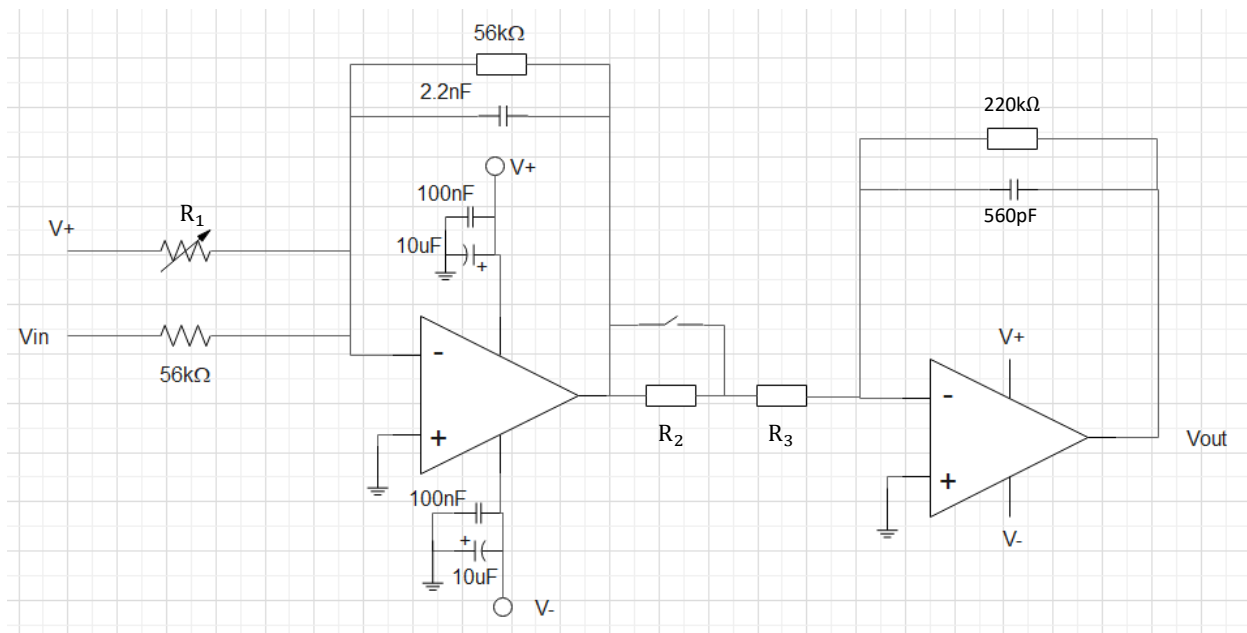 56kΩ
2.2nF
V+
100nF
10uF
+
V+
R₁
Vin
56kΩ
-
+
100nF
+
10uF
V-
R₂
R₃
220kΩ
560pF
V+
-
+
V-
Vout